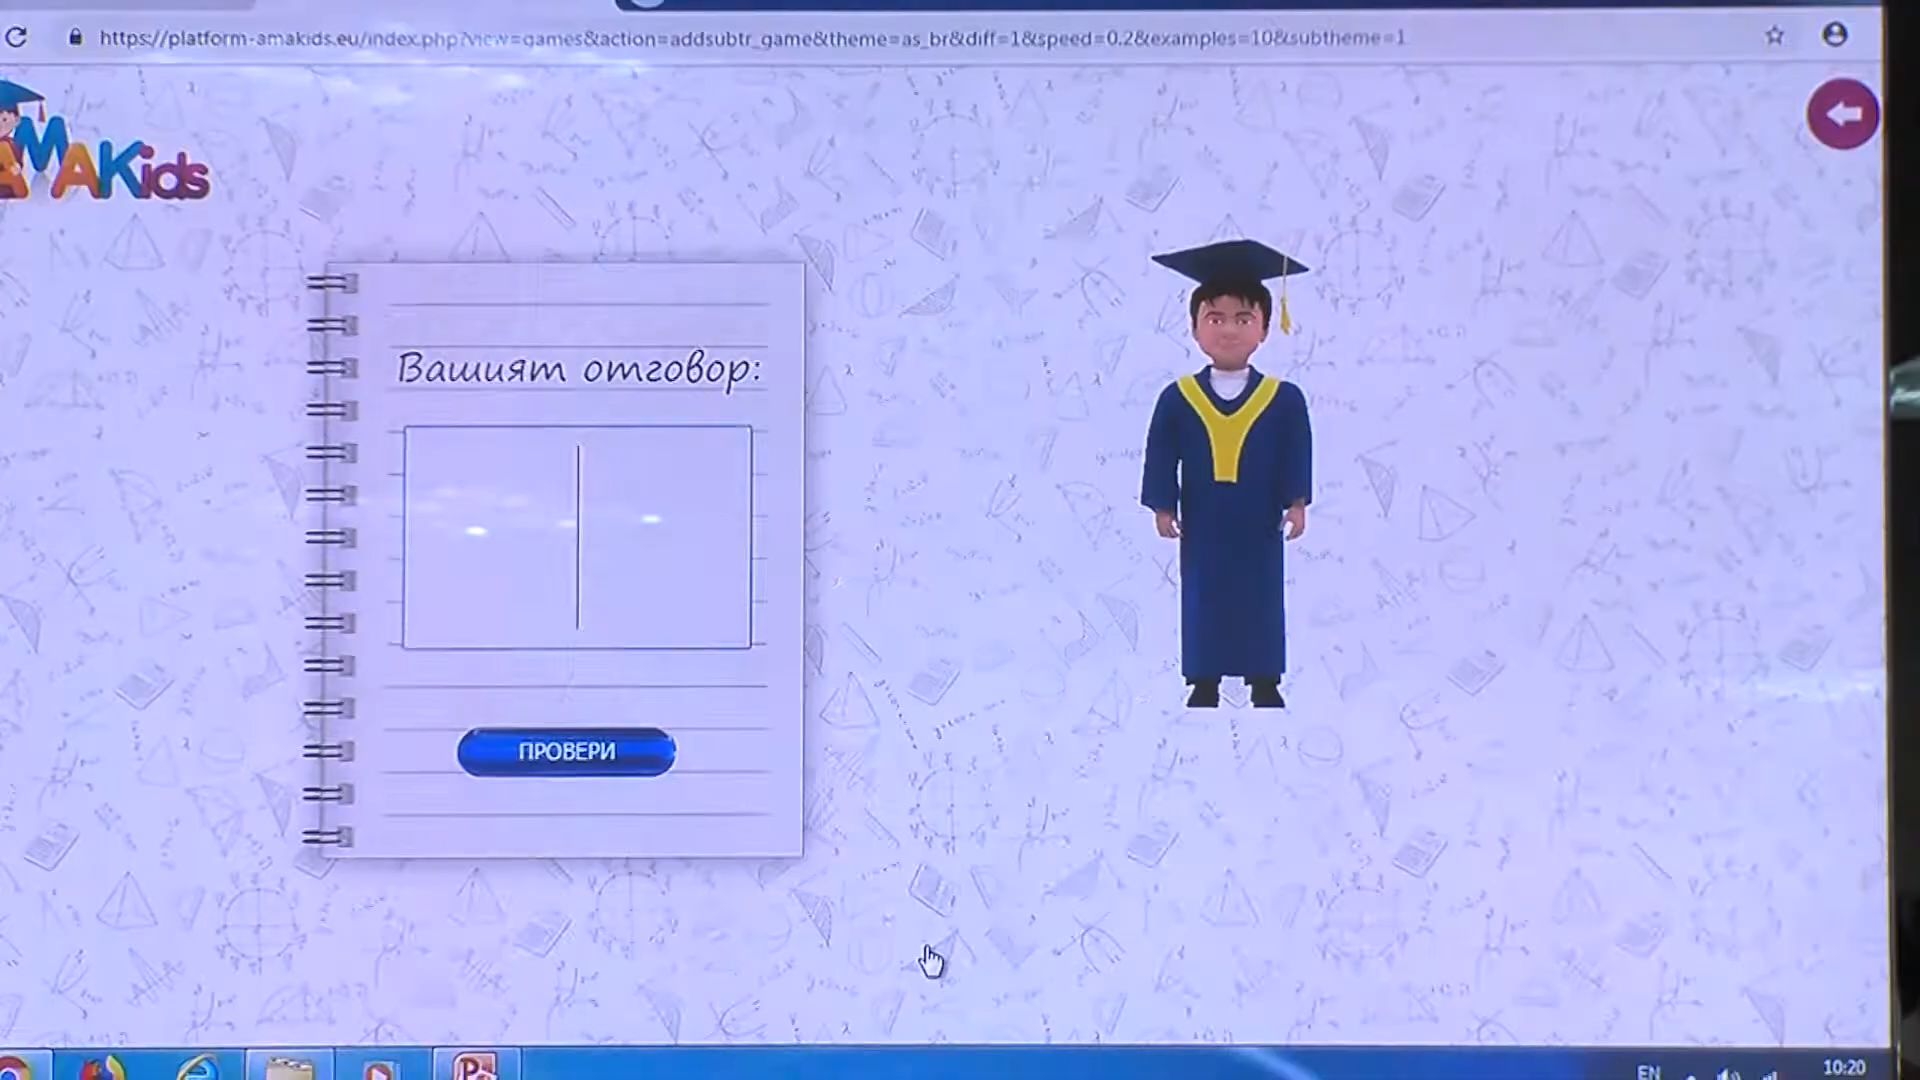 https://platform-amakids.eu/index.php?view=games&action=addsubtr_game&theme=as_br&diff=1&speed=0.2&examples=10&subtheme=1
AMAKids
Вашият отговор:
ПРОВЕРИ
EN
10:20